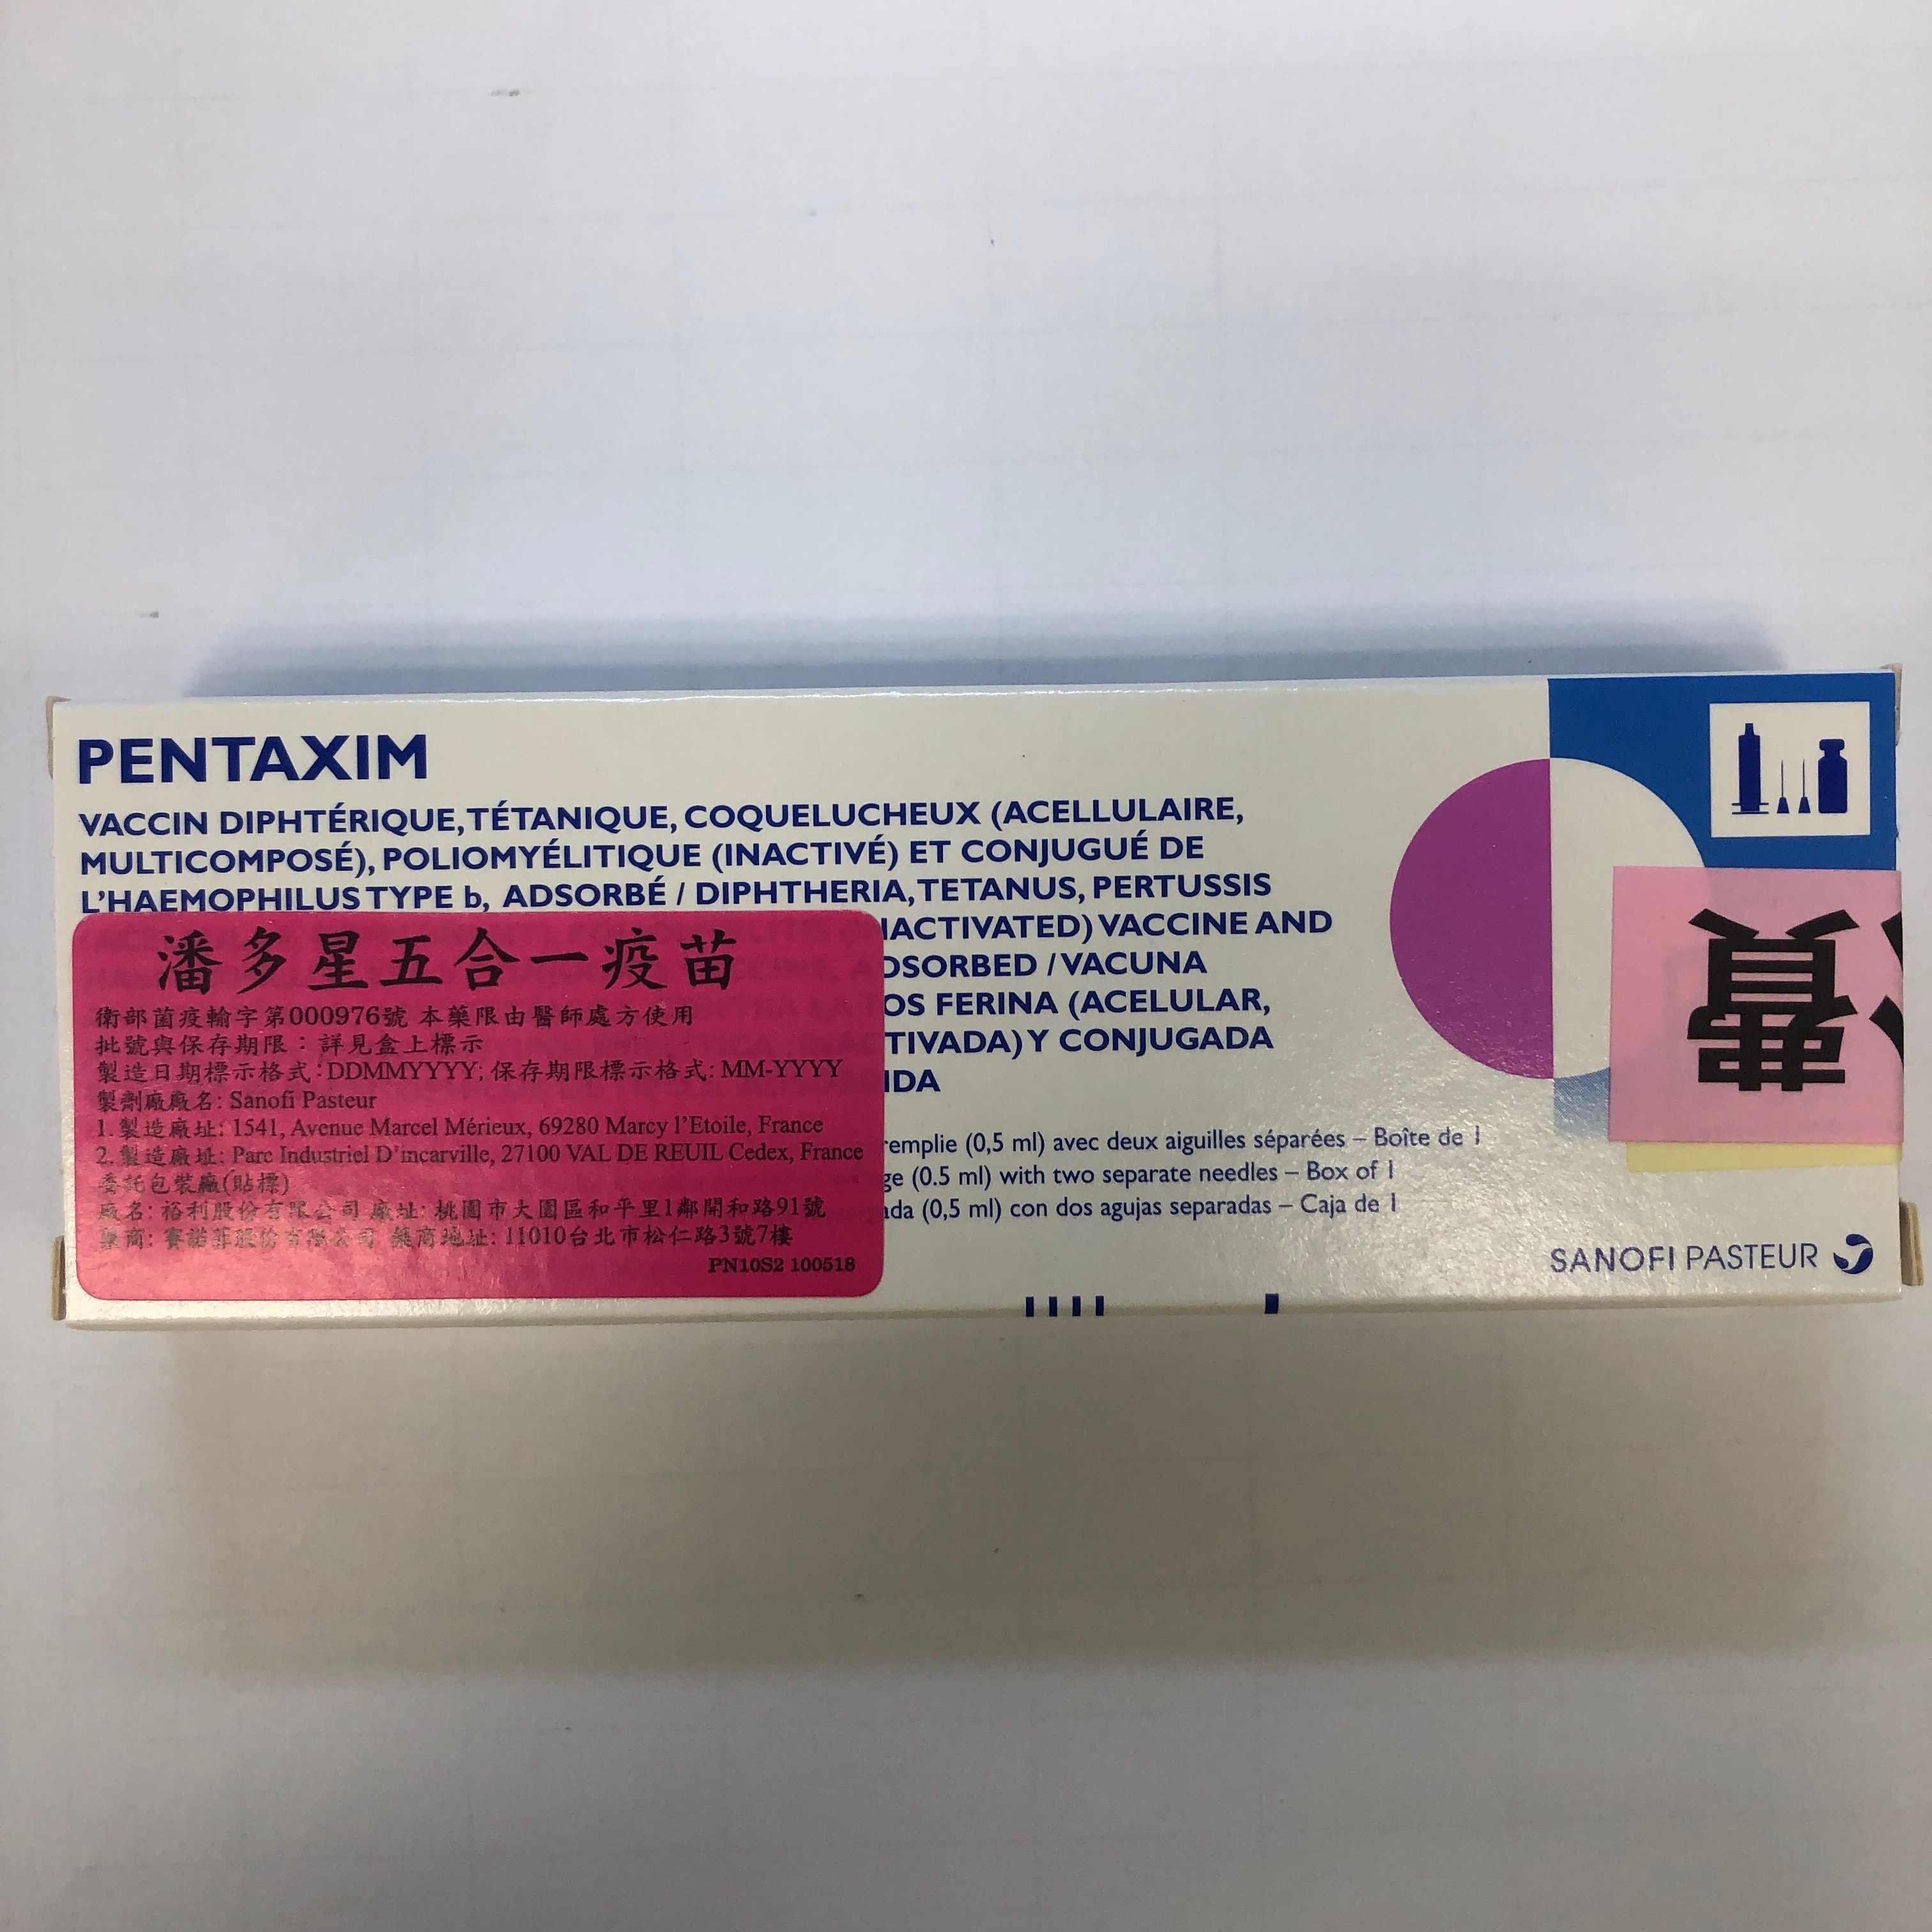 PENTAXIM
VACCIN DIPHTÉRIQUE, TÉTANIQUE, COQUELUCHEUX (ACELLULAIRE,
MULTICOMPOSÉ), POLIOMYÉLITIQUE (INACTIVÉ) ET CONJUGUÉ DE
L'HAEMOPHILUS TYPE b, ADSORBÉ / DIPHTHERIA, TETANUS, PERTUSSIS
VACCINE AND
/ VACUNA
FERINA (ACELULAR,
Y CONJUGADA
(0,5 ml) avec deux aiguilles séparées – Boîte de 1
(0.5 ml) with two separate needles – Box of 1
(0,5 ml) con dos agujas separadas – Caja de 1
潘多星五合一疫苗
衛部菌疫輸字第000976號 本藥限由醫師處方使用
批號與保存期限：詳見盒上標示
製造日期標示格式:DDMMYYYY; 保存期限標示格式: MM-YYYY
製劑廠廠名: Sanofi Pasteur
1.製造廠址: 1541, Avenue Marcel Mérieux, 69280 Marcy l'Etoile, France
2.製造廠址: Parc Industriel D'incarville, 27100 VAL DE REUIL Cedex, France
委託包裝廠(貼標)
廠名: 裕利股份有限公司 廠址: 桃園市大園區和平里1鄰開和路91號
藥商: 賽諾菲股份有限公司 藥商地址: 11010台北市松仁路3號7樓
PN10S2 100518
費
SANOFI PASTEUR